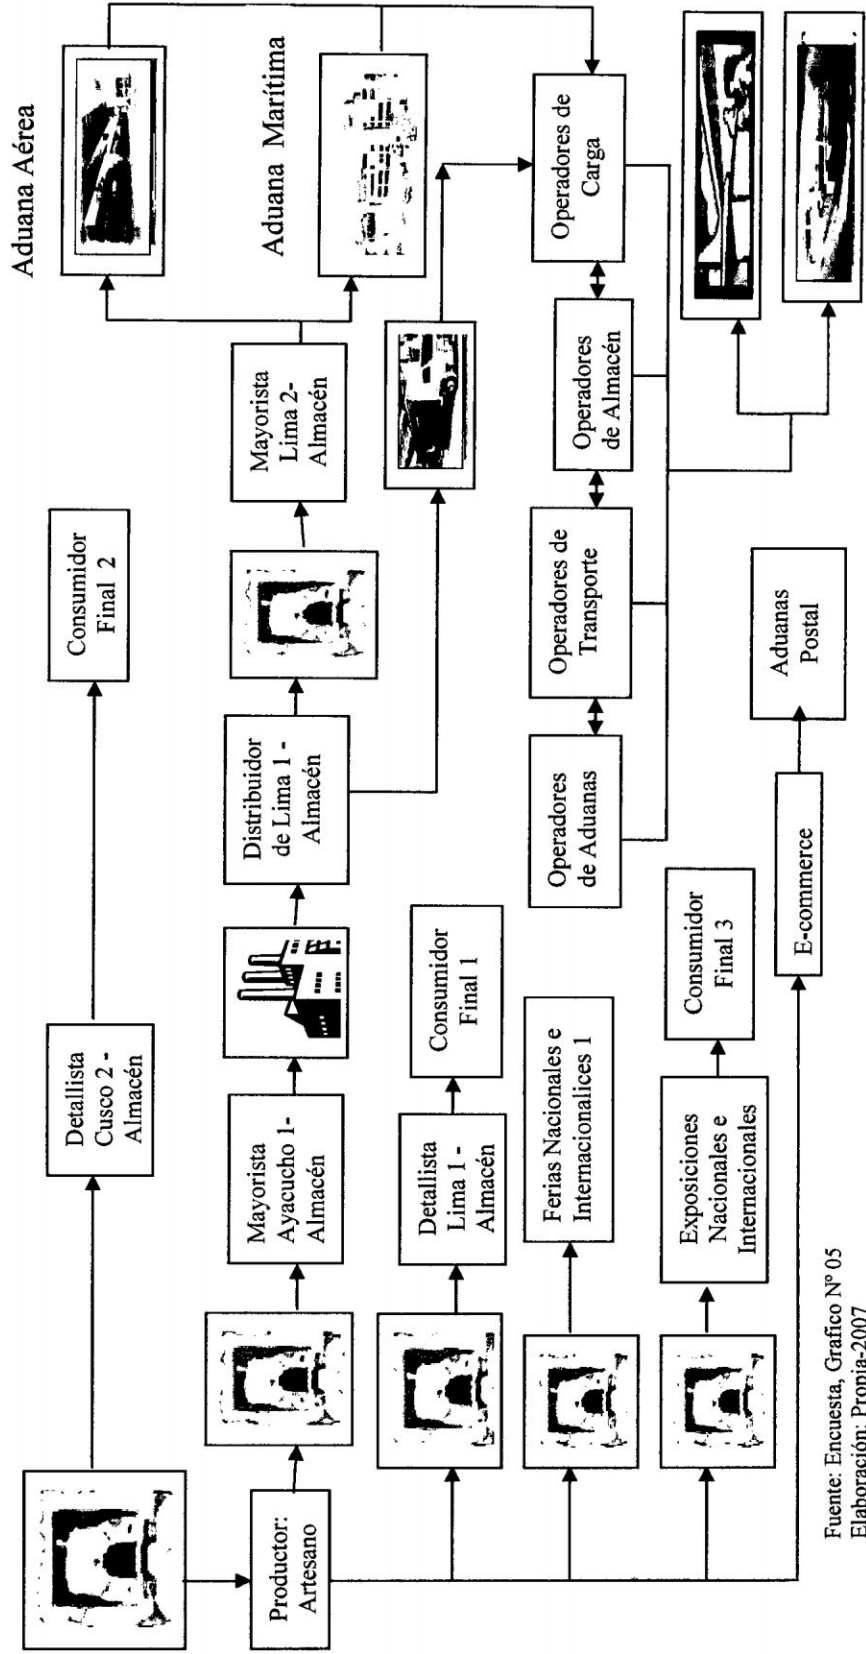 Aduana Aérea
Detallista
Cusco 2 -
Almacén
Consumidor
Final 2
Aduana Marítima
Productor:
Artesano
Mayorista
Ayacucho 1-
Almacén
Distribuidor
de Lima 1 -
Almacén
Mayorista
Lima 2-
Almacén
Detallista
Lima 1 -
Almacén
Consumidor
Final 1
Ferias Nacionales e
Internacionalices 1
Operadores
de Aduanas
Operadores de
Transporte
Operadores
de Almacén
Operadores de
Carga
Exposiciones
Nacionales e
Internacionales
Consumidor
Final 3
E-commerce
Aduanas
Postal
Fuente: Encuesta, Grafico Nº 05
Elaboración: Propia-2007